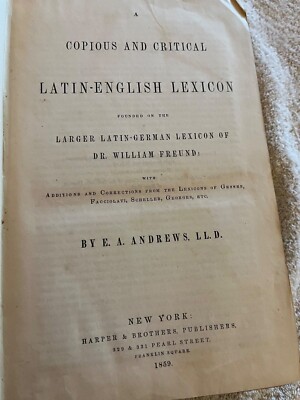 A
COPIOUS AND CRITICAL
LATIN-ENGLISH LEXICON
FOUNDED ON THE
LARGER LATIN-GERMAN LEXICON OF
DR. WILLIAM FREUND:
WITH
ADDITIONS AND CORRECTIONS FROM THE LEXICONS OF GESNER,
FACCIOLATI, SCHELLER, GEORGES, ETC.
BY E. A. ANDREWS, LL.D.
NEW YORK:
HARPER & BROTHERS, PUBLISHERS,
329 & 331 PEARL STREET,
FRANKLIN SQUARE.
1859.